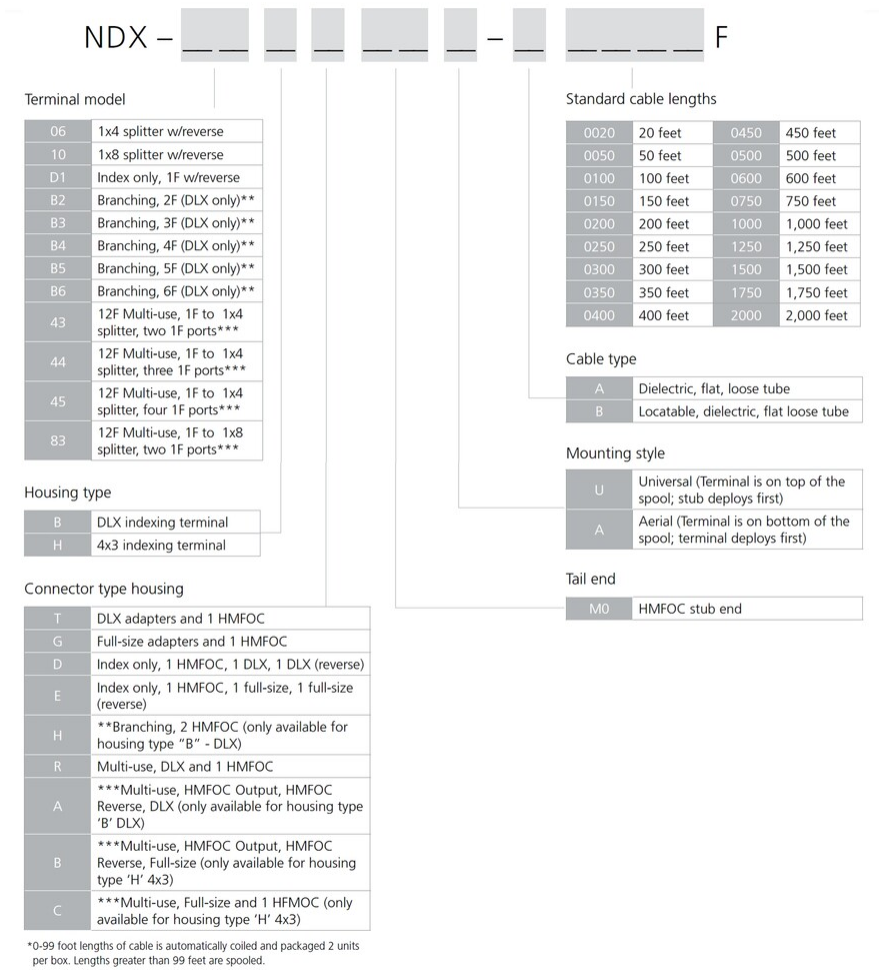 NDX – __ __ __ __ __ __ __ – __ __ __ __ __ F
Terminal model
06 1x4 splitter w/reverse
10 1x8 splitter w/reverse
D1 Index only, 1F w/reverse
B2 Branching, 2F (DLX only)**
B3 Branching, 3F (DLX only)**
B4 Branching, 4F (DLX only)**
B5 Branching, 5F (DLX only)**
B6 Branching, 6F (DLX only)**
43 12F Multi-use, 1F to 1x4
splitter, two 1F ports***
44 12F Multi-use, 1F to 1x4
splitter, three 1F ports***
45 12F Multi-use, 1F to 1x4
splitter, four 1F ports***
83 12F Multi-use, 1F to 1x8
splitter, two 1F ports***
Housing type
B DLX indexing terminal
H 4x3 indexing terminal
Connector type housing
T DLX adapters and 1 HMFOC
G Full-size adapters and 1 HMFOC
D Index only, 1 HMFOC, 1 DLX, 1 DLX (reverse)
E Index only, 1 HMFOC, 1 full-size, 1 full-size
(reverse)
H **Branching, 2 HMFOC (only available for
housing type "B" - DLX)
R Multi-use, DLX and 1 HMFOC
A ***Multi-use, HMFOC Output, HMFOC
Reverse, DLX (only available for housing type
'B' DLX)
B ***Multi-use, HMFOC Output, HMFOC
Reverse, Full-size (only available for housing
type 'H' 4x3)
C ***Multi-use, Full-size and 1 HFMOC (only
available for housing type 'H' 4x3)
*0-99 foot lengths of cable is automatically coiled and packaged 2 units
per box. Lengths greater than 99 feet are spooled.
Standard cable lengths
0020 20 feet 0450 450 feet
0050 50 feet 0500 500 feet
0100 100 feet 0600 600 feet
0150 150 feet 0750 750 feet
0200 200 feet 1000 1,000 feet
0250 250 feet 1250 1,250 feet
0300 300 feet 1500 1,500 feet
0350 350 feet 1750 1,750 feet
0400 400 feet 2000 2,000 feet
Cable type
A Dielectric, flat, loose tube
B Locatable, dielectric, flat loose tube
Mounting style
U Universal (Terminal is on top of the
spool; stub deploys first)
A Aerial (Terminal is on bottom of the
spool; terminal deploys first)
Tail end
M0 HMFOC stub end